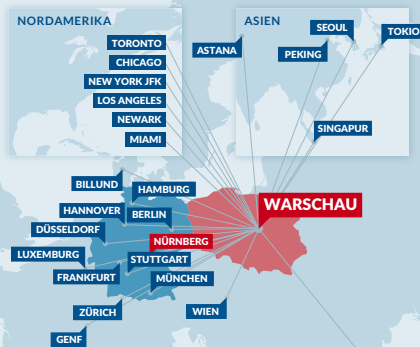 NORDAMERIKA
TORONTO
CHICAGO
NEW YORK JFK
LOS ANGELES
NEWARK
MIAMI
ASIEN
SEOUL
TOKIO
ASTANA
PEKING
SINGAPUR
BILLUND
HAMBURG
HANNOVER
BERLIN
WARSCHAU
DÜSSELDORF
NÜRNBERG
LUXEMBURG
STUTTGART
FRANKFURT
MÜNCHEN
ZÜRICH
WIEN
GENF